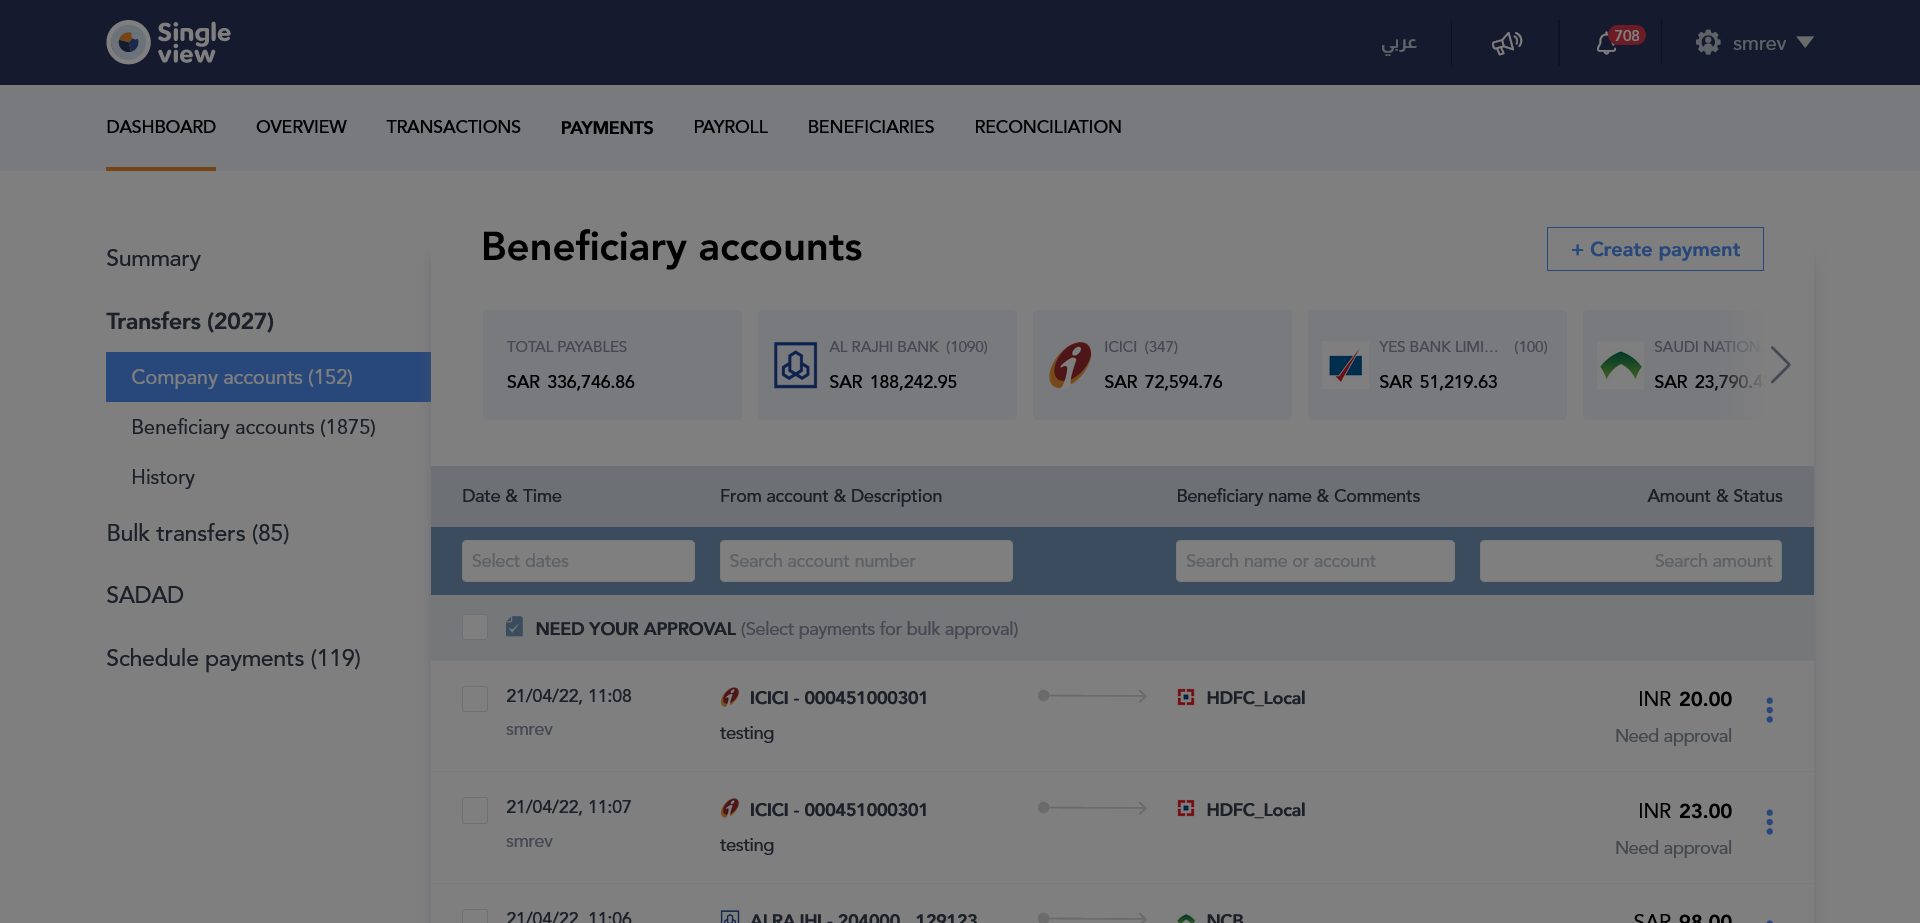 Single view
عربي
708
smrev
DASHBOARD OVERVIEW TRANSACTIONS PAYMENTS PAYROLL BENEFICIARIES RECONCILIATION
Summary
Transfers (2027)
Company accounts (152)
Beneficiary accounts (1875)
History
Bulk transfers (85)
SADAD
Schedule payments (119)
Beneficiary accounts
+ Create payment
TOTAL PAYABLES
SAR 336,746.86
AL RAJHI BANK (1090)
SAR 188,242.95
ICICI (347)
SAR 72,594.76
YES BANK LIMI... (100)
SAR 51,219.63
SAUDI NATION
SAR 23,790.4
Date & Time From account & Description Beneficiary name & Comments Amount & Status
Select dates Search account number Search name or account Search amount
NEED YOUR APPROVAL (Select payments for bulk approval)
21/04/22, 11:08 ICICI - 000451000301 HDFC_Local INR 20.00
smrev testing Need approval
21/04/22, 11:07 ICICI - 000451000301 HDFC_Local INR 23.00
smrev testing Need approval
21/04/22, 11:06 ALRAJHI - 204000...129123 NCB SAR 98.00